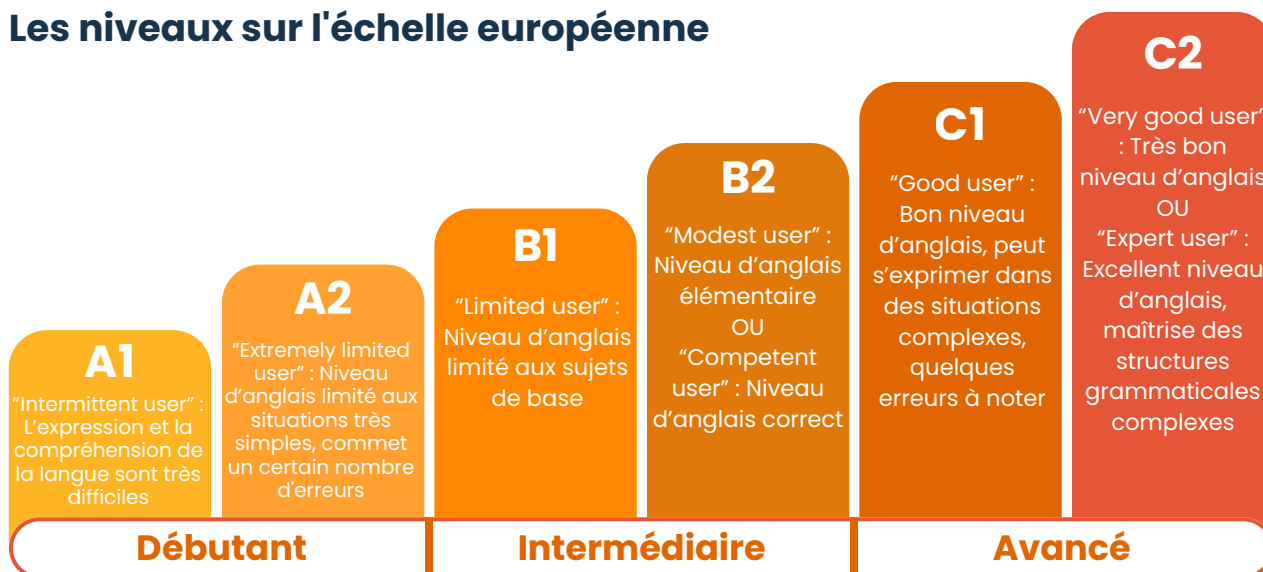 Les niveaux sur l'échelle européenne
A1
“Intermittent user” :
L’expression et la
compréhension de
la langue sont très
difficiles
A2
“Extremely limited
user” : Niveau
d’anglais limité aux
situations très
simples, commet
un certain nombre
d'erreurs
B1
“Limited user” :
Niveau d’anglais
limité aux sujets
de base
B2
“Modest user” :
Niveau d’anglais
élémentaire
OU
“Competent
user” : Niveau
d’anglais correct
C1
“Good user” :
Bon niveau
d’anglais, peut
s’exprimer dans
des situations
complexes,
quelques
erreurs à noter
C2
“Very good user”
: Très bon
niveau d’anglais
OU
“Expert user” :
Excellent niveau
d’anglais,
maîtrise des
structures
grammaticales
complexes
Débutant
Intermédiaire
Avancé